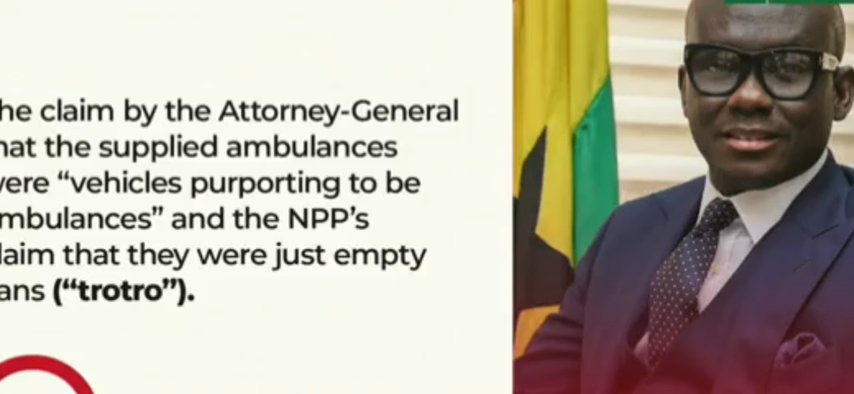 he claim by the Attorney-General
hat the supplied ambulances
vere “vehicles purporting to be
mbulances” and the NPP’s
laim that they were just empty
ans (“trotro”).